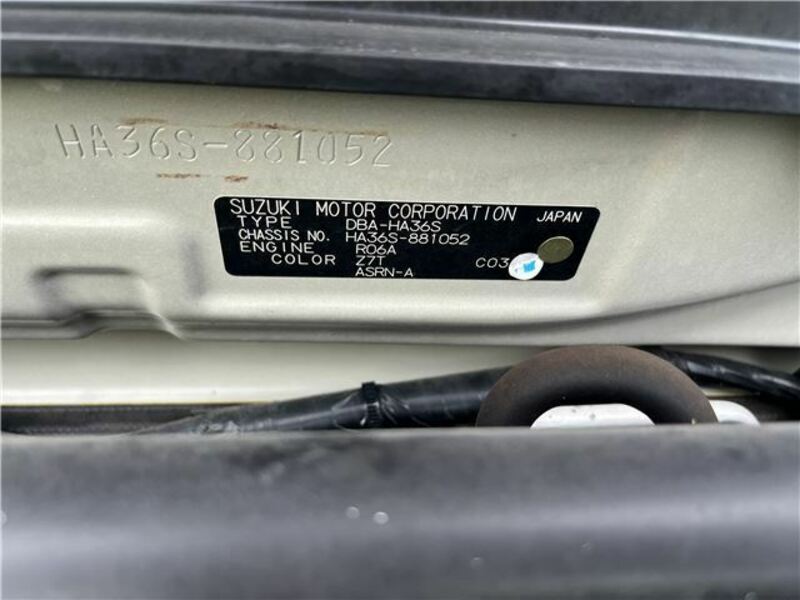 HA36S-881052
SUZUKI MOTOR CORPORATION JAPAN
TYPE DBA-HA36S
CHASSIS NO. HA36S-881052
ENGINE R06A
COLOR Z7T C03
ASRN-A